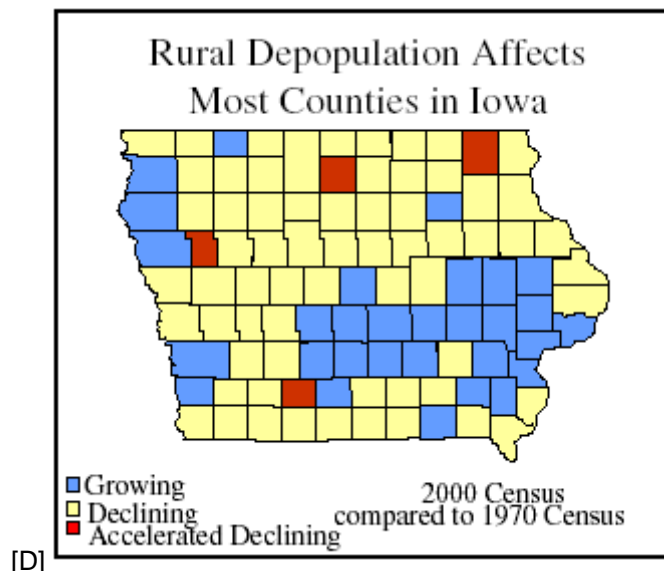 Rural Depopulation Affects
Most Counties in Iowa
Growing
Declining
Accelerated Declining
2000 Census
compared to 1970 Census
[D]